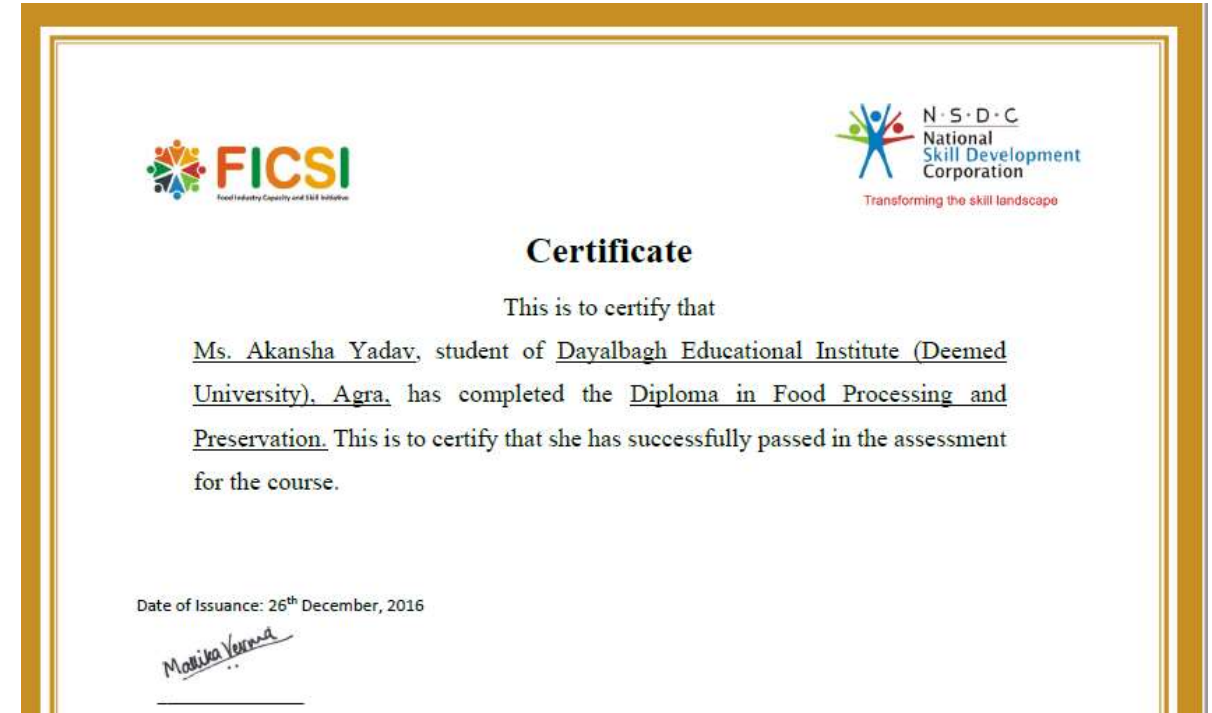 FICSI
Food Industry Capacity and Skill Initiative
N·S·D·C
National
Skill Development
Corporation
Transforming the skill landscape
Certificate
This is to certify that
Ms. Akansha Yadav, student of Dayalbagh Educational Institute (Deemed
University), Agra, has completed the Diploma in Food Processing and
Preservation. This is to certify that she has successfully passed in the assessment
for the course.
Date of Issuance: 26th December, 2016
Mallika Verma